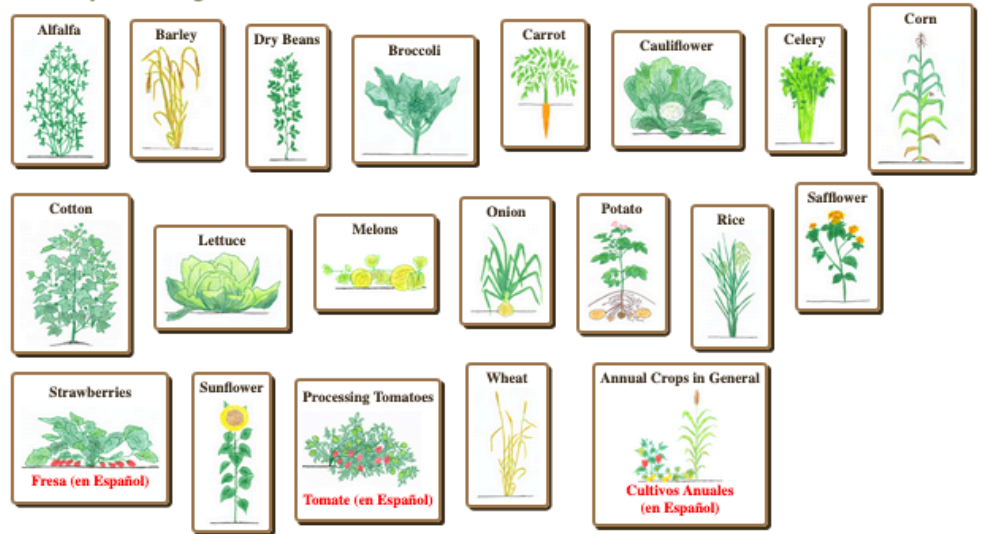 Alfalfa
Barley
Dry Beans
Broccoli
Carrot
Cauliflower
Celery
Corn
Cotton
Lettuce
Melons
Onion
Potato
Rice
Safflower
Strawberries
Fresa (en Español)
Sunflower
Processing Tomatoes
Tomate (en Español)
Wheat
Annual Crops in General
Cultivos Anuales
(en Español)